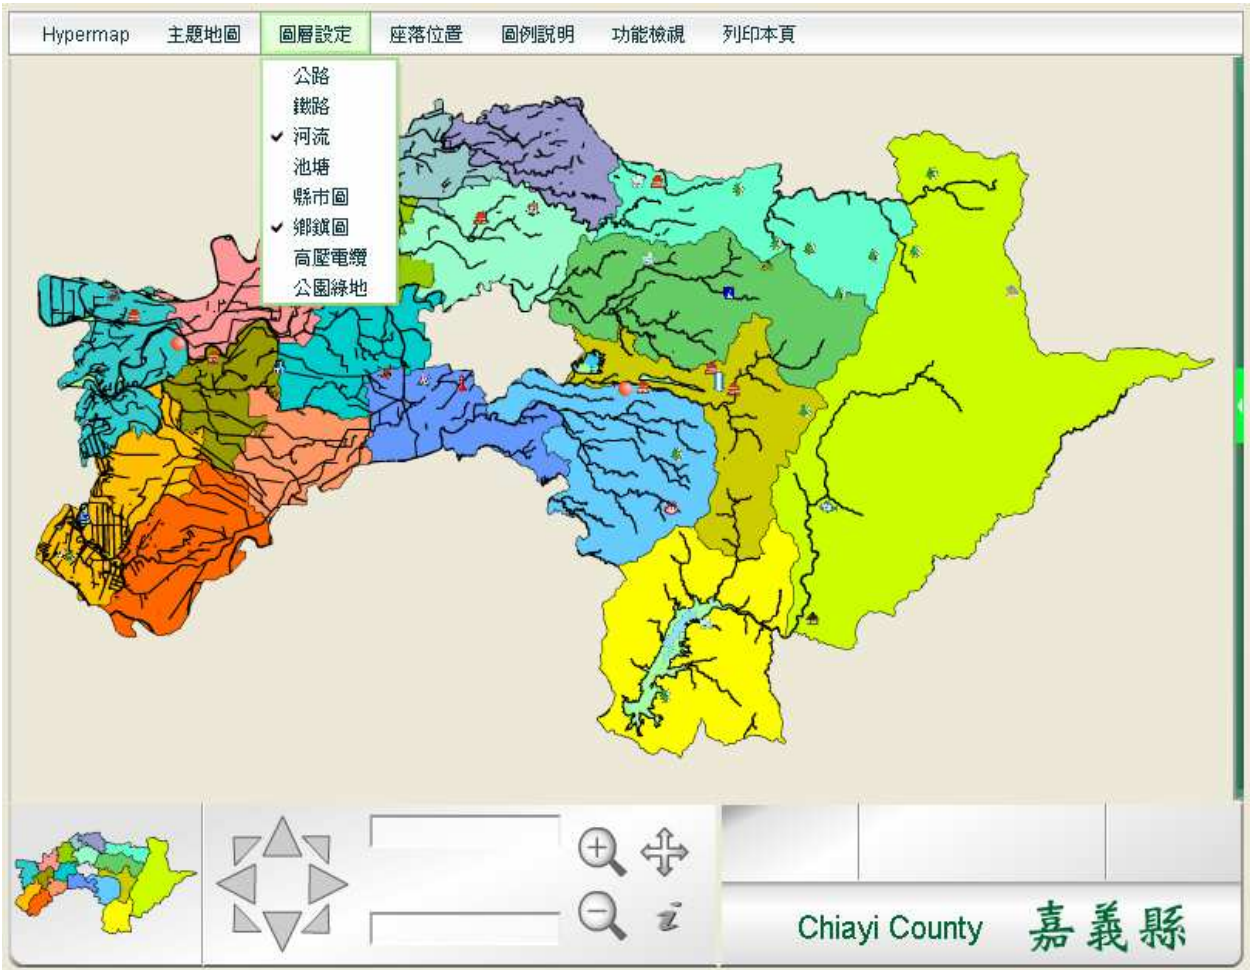 Hypermap 主題地圖 圖層設定 座落位置 圖例說明 功能檢視 列印本頁
公路
鐵路
河流
池塘
縣市圖
鄉鎮圖
高壓電纜
公園綠地
Chiayi County 嘉義縣